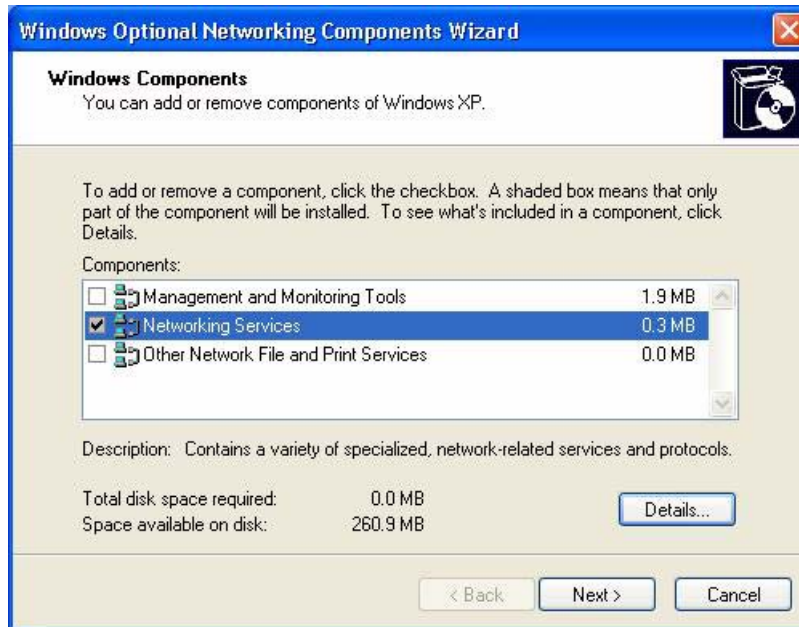 Windows Optional Networking Components Wizard
Windows Components
You can add or remove components of Windows XP.
To add or remove a component, click the checkbox. A shaded box means that only
part of the component will be installed. To see what's included in a component, click
Details.
Components:
Management and Monitoring Tools 1.9 MB
Networking Services 0.3 MB
Other Network File and Print Services 0.0 MB
Description: Contains a variety of specialized, network-related services and protocols.
Total disk space required: 0.0 MB
Space available on disk: 260.9 MB
Details...
< Back Next > Cancel